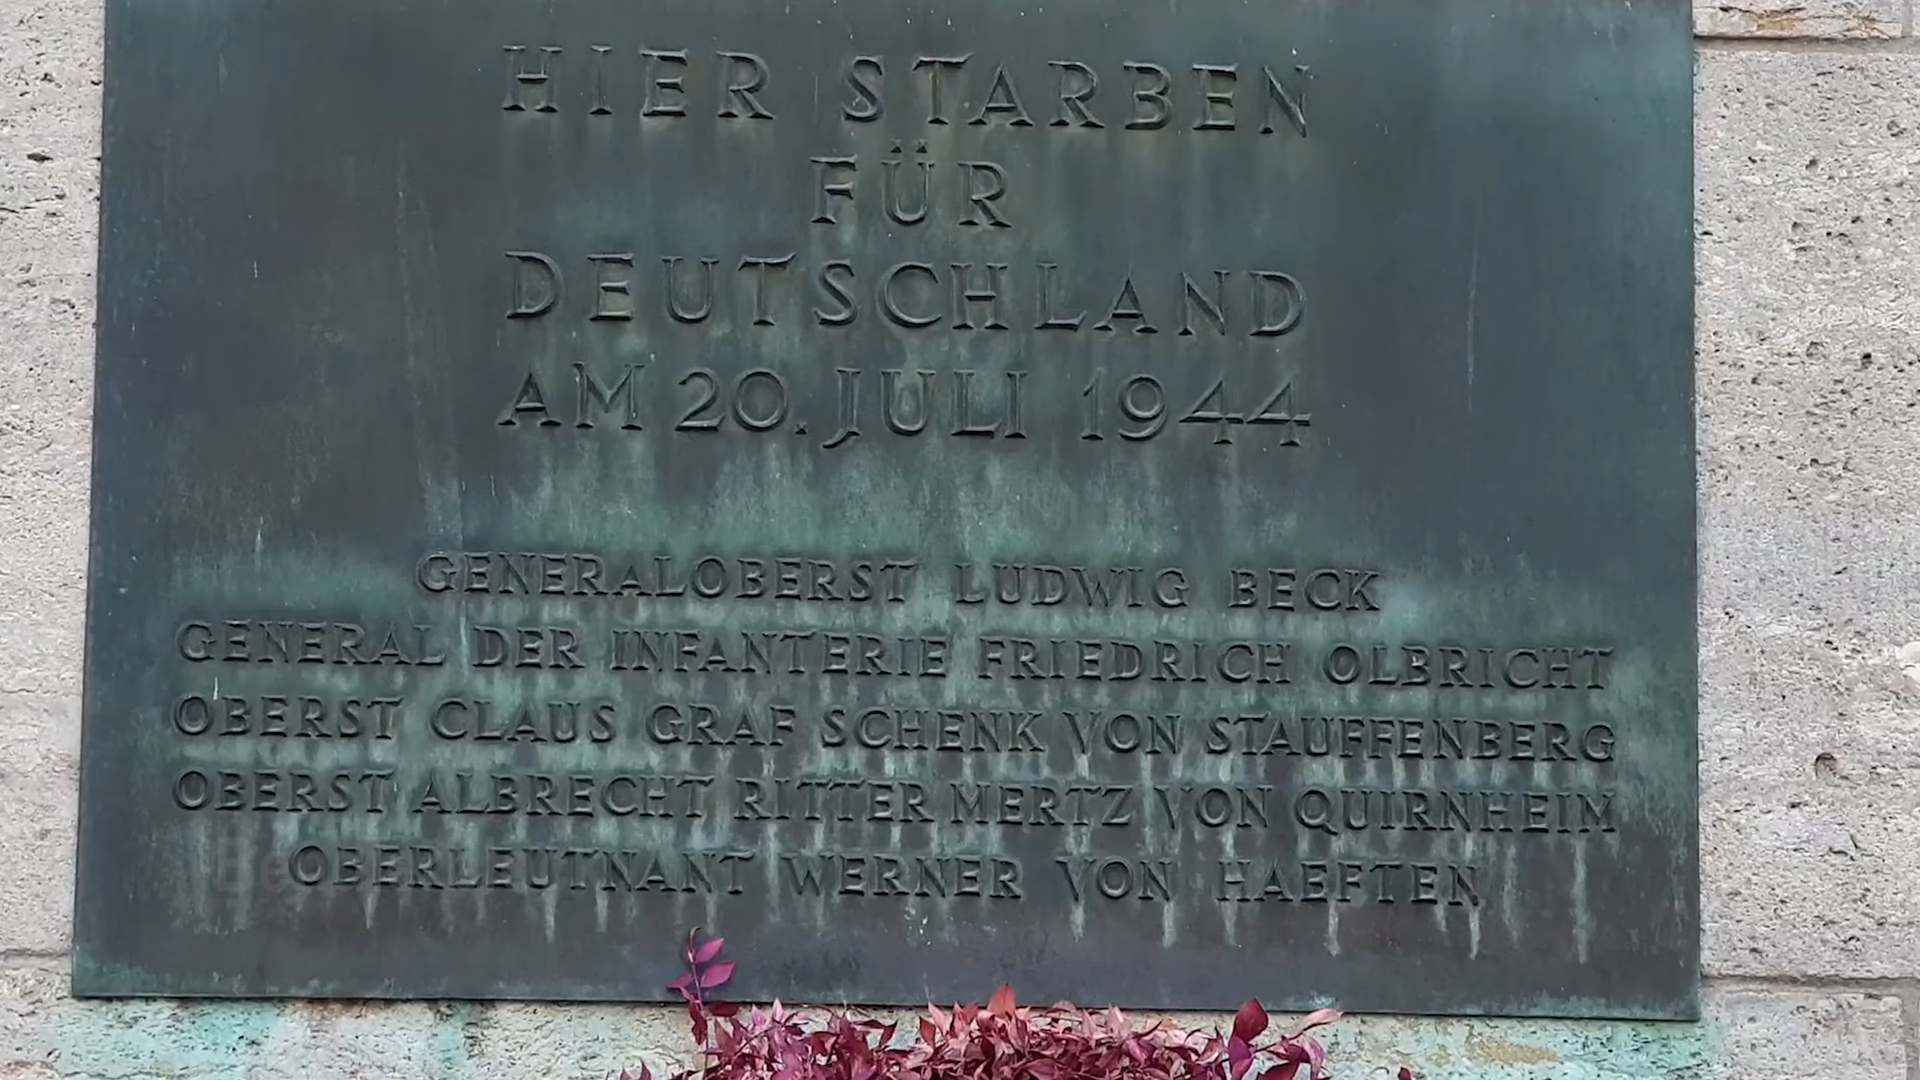 HIER STARBEN
FÜR
DEUTSCHLAND
AM 20. JULI 1944
GENERALOBERST LUDWIG BECK
GENERAL DER INFANTERIE FRIEDRICH OLBRICHT
OBERST CLAUS GRAF SCHENK VON STAUFFENBERG
OBERST ALBRECHT RITTER MERTZ VON QUIRNHEIM
OBERLEUTNANT WERNER VON HAEFTEN